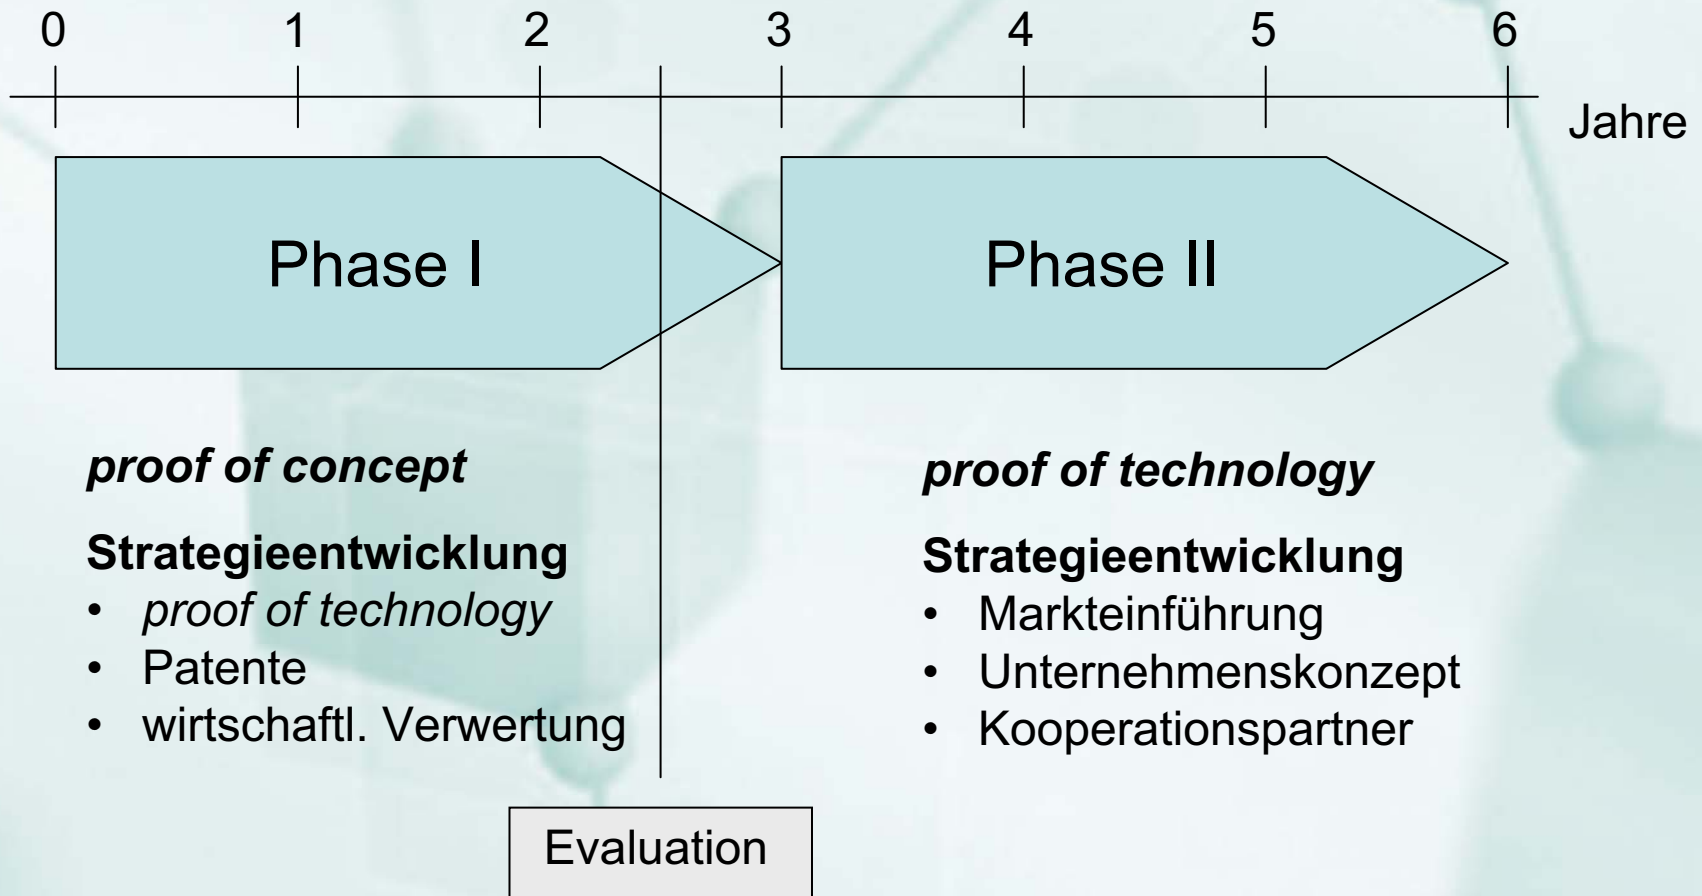 0 1 2 3 4 5 6
Jahre
Phase I
Phase II
proof of concept
Strategieentwicklung
• proof of technology
• Patente
• wirtschaftl. Verwertung
proof of technology
Strategieentwicklung
• Markteinführung
• Unternehmenskonzept
• Kooperationspartner
Evaluation